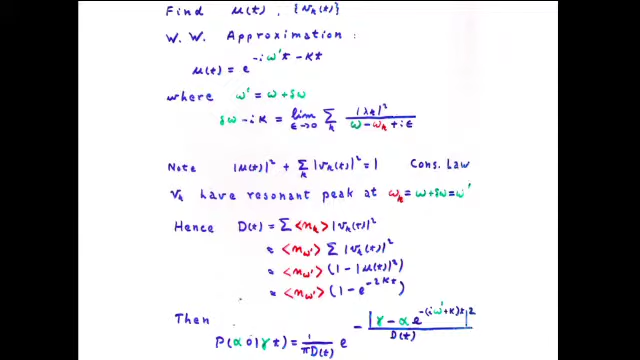 Find μ(t) , {v_k(t)}
W. W. Approximation :
μ(t) = e^{-iω't - κt}
where ω' = ω + δω
δω - iκ = lim_{ε→0} Σ_k |λ_k|² / (ω - ω_k + iε)
Note |μ(t)|² + Σ_k |v_k(t)|² = 1 Cons. Law
v_k have resonant peak at ω_k = ω + δω = ω'
Hence D(t) = Σ <n_k> |v_k(t)|²
= <n_ω'> Σ |v_k(t)|²
= <n_ω'> (1 - |μ(t)|²)
= <n_ω'> (1 - e^{-2κt})
Then
P(α 0 | γ t) = 1/(πD(t)) e^{- |γ - α e^{-(iω'+κ)t}|² / D(t)}